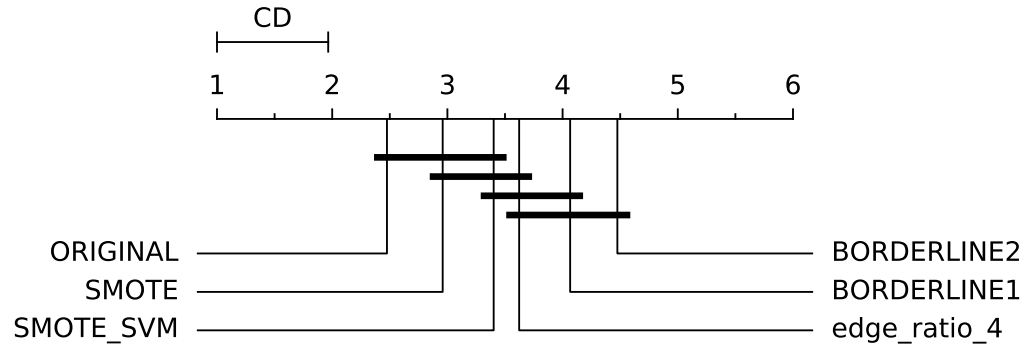 CD
1 2 3 4 5 6
ORIGINAL BORDERLINE2
SMOTE BORDERLINE1
SMOTE_SVM edge_ratio_4